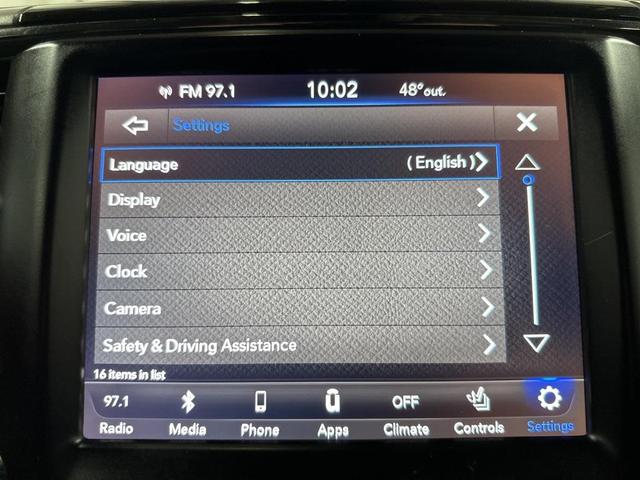 FM 97.1 10:02 48° out.
Settings
Language (English)
Display
Voice
Clock
Camera
Safety & Driving Assistance
16 items in list
97.1 OFF
Radio Media Phone Apps Climate Controls Settings